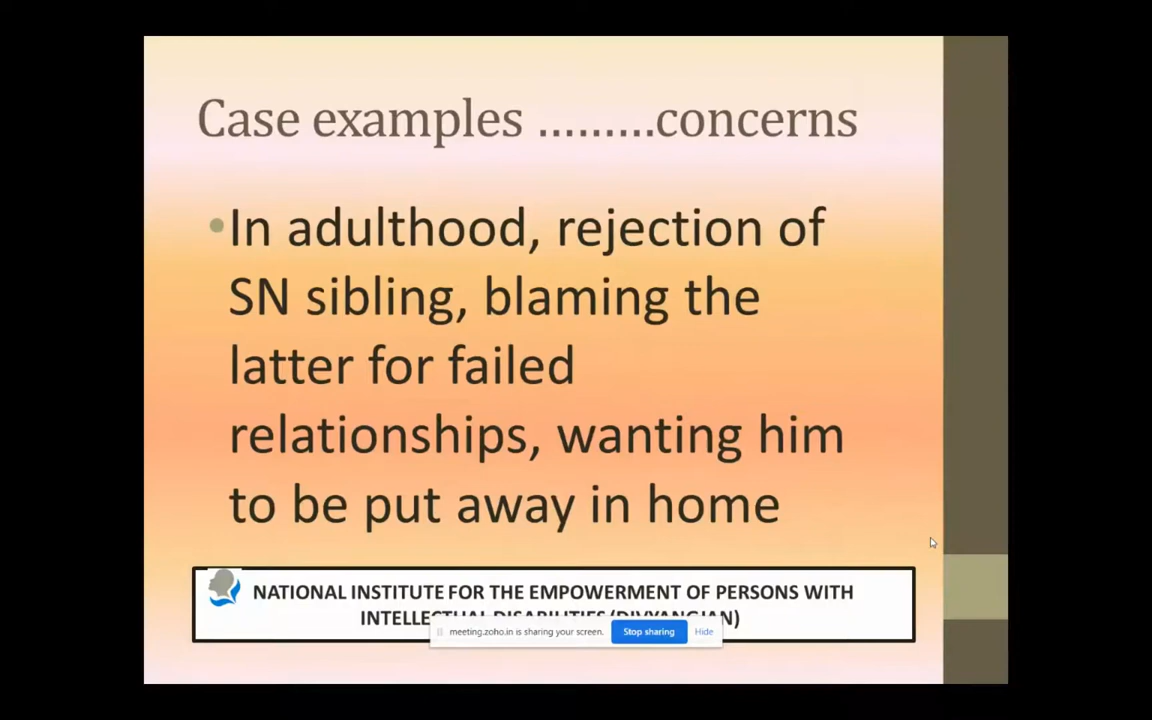 Case examples .........concerns
•In adulthood, rejection of
SN sibling, blaming the
latter for failed
relationships, wanting him
to be put away in home
NATIONAL INSTITUTE FOR THE EMPOWERMENT OF PERSONS WITH
INTELLECTUAL DISABILITIES (DIVYANGJAN)
meeting.zoho.in is sharing your screen. Stop sharing Hide